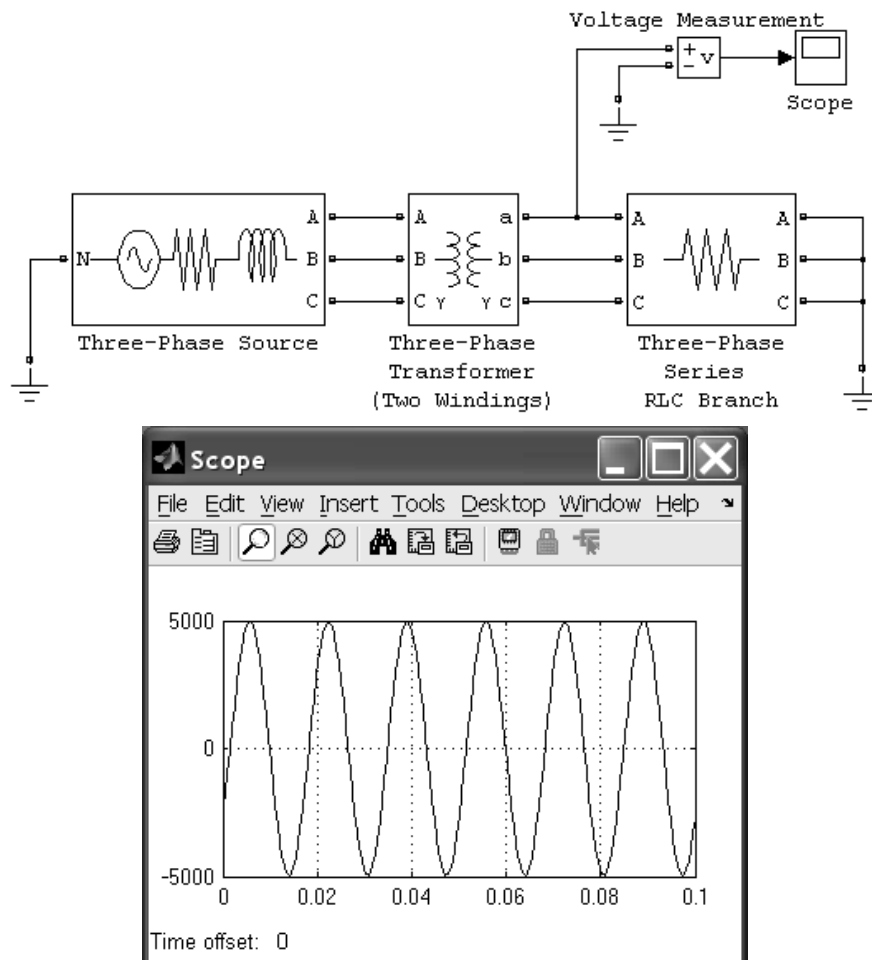 Voltage Measurement
+
- v
Scope
A A a A A
N B B b B B
C C Y Y c C C
Three-Phase Source
Three-Phase
Transformer
(Two Windings)
Three-Phase
Series
RLC Branch
Scope
File Edit View Insert Tools Desktop Window Help
5000
0
-5000
0 0.02 0.04 0.06 0.08 0.1
Time offset: 0